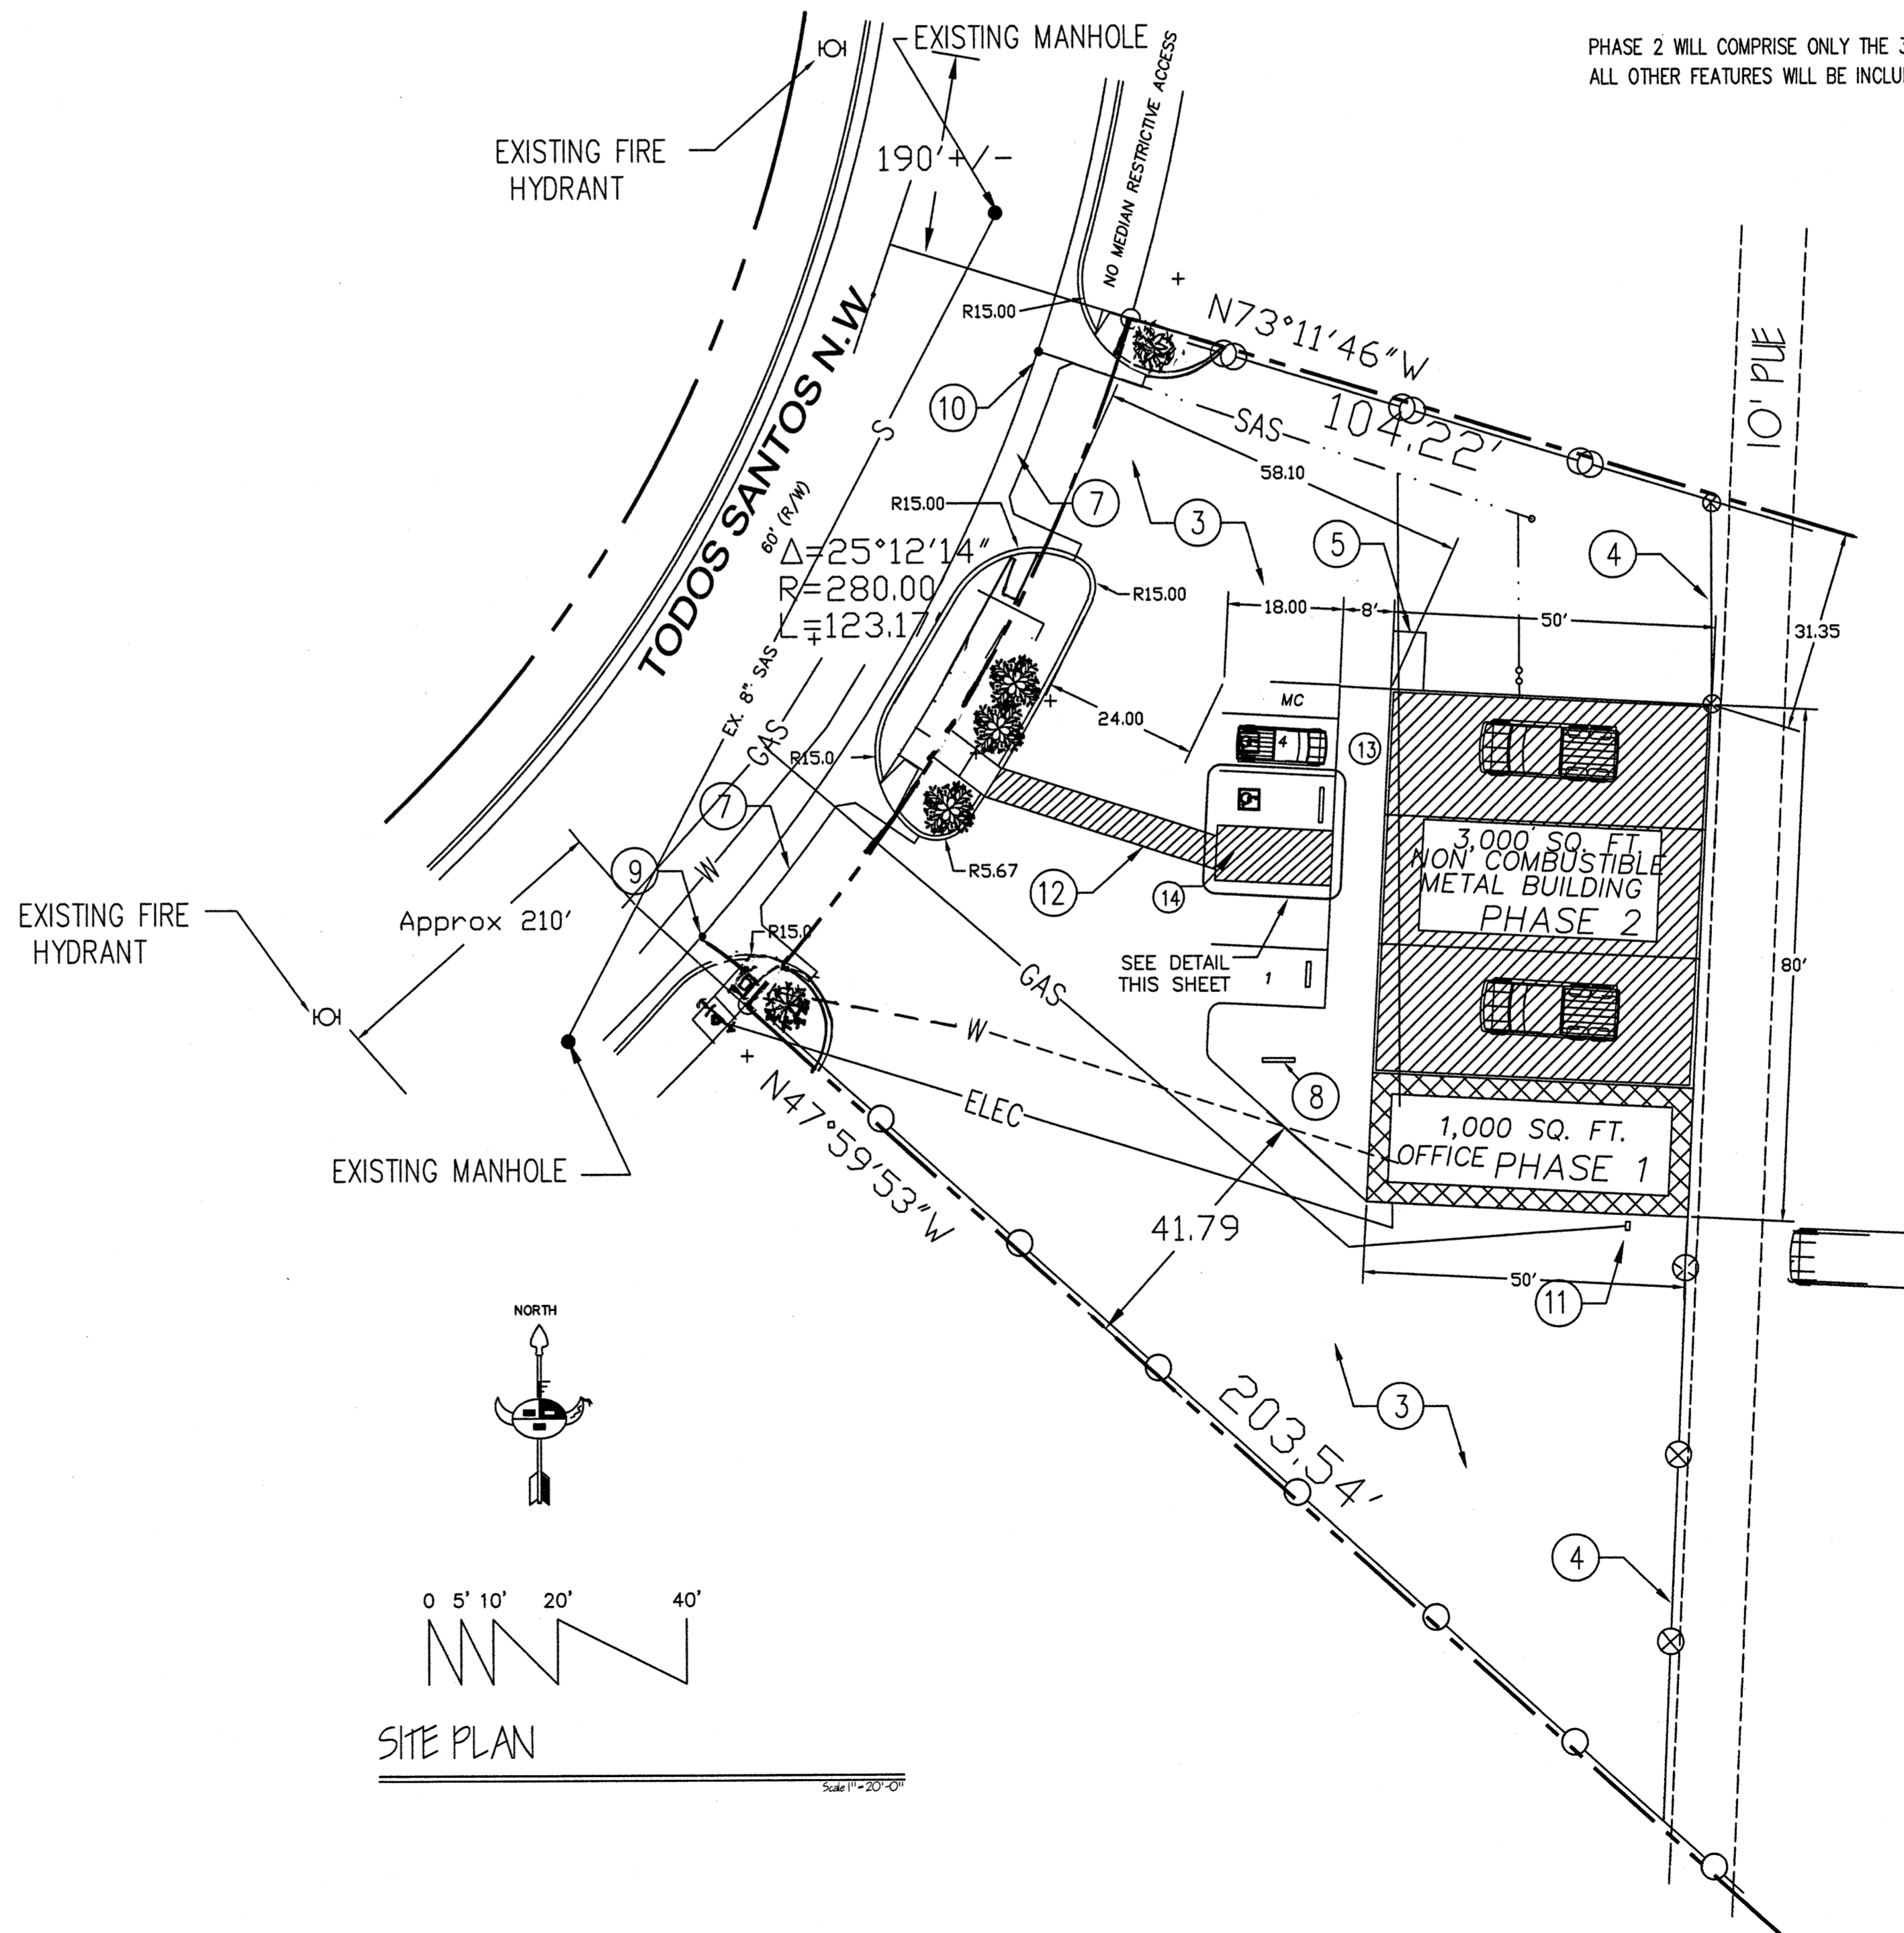 PHASE 2 WILL COMPRISE ONLY THE 3
ALL OTHER FEATURES WILL BE INCLU
EXISTING MANHOLE
EXISTING FIRE
HYDRANT
190'+/-
NO MEDIAN RESTRICTIVE ACCESS
R15.00
N73°11'46"W
104.22'
10' PUE
TODOS SANTOS N.W.
60' (R/W)
S
10
SAS
58.10
7
3
R15.00
5
4
Δ=25°12'14"
R=280.00
L=123.17
R15.00
18.00
8'
50'
31.35
EX. 8" SAS
GAS
R15.0
24.00
MC
4
13
7
W
9
R5.67
12
14
3,000 SQ. FT.
NON COMBUSTIBLE
METAL BUILDING
PHASE 2
80'
EXISTING FIRE
HYDRANT
Approx 210'
R15.0
SEE DETAIL
THIS SHEET
1
GAS
W
ELEC
8
N47°59'53"W
1,000 SQ. FT.
OFFICE PHASE 1
EXISTING MANHOLE
41.79
50'
11
NORTH
3
203.54'
4
0 5' 10' 20' 40'
SITE PLAN
Scale 1"=20'-0"